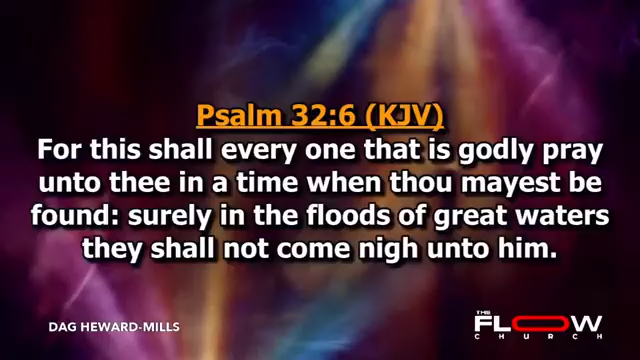 Psalm 32:6 (KJV)
For this shall every one that is godly pray
unto thee in a time when thou mayest be
found: surely in the floods of great waters
they shall not come nigh unto him.
DAG HEWARD-MILLS
THE
FLOW
CHURCH